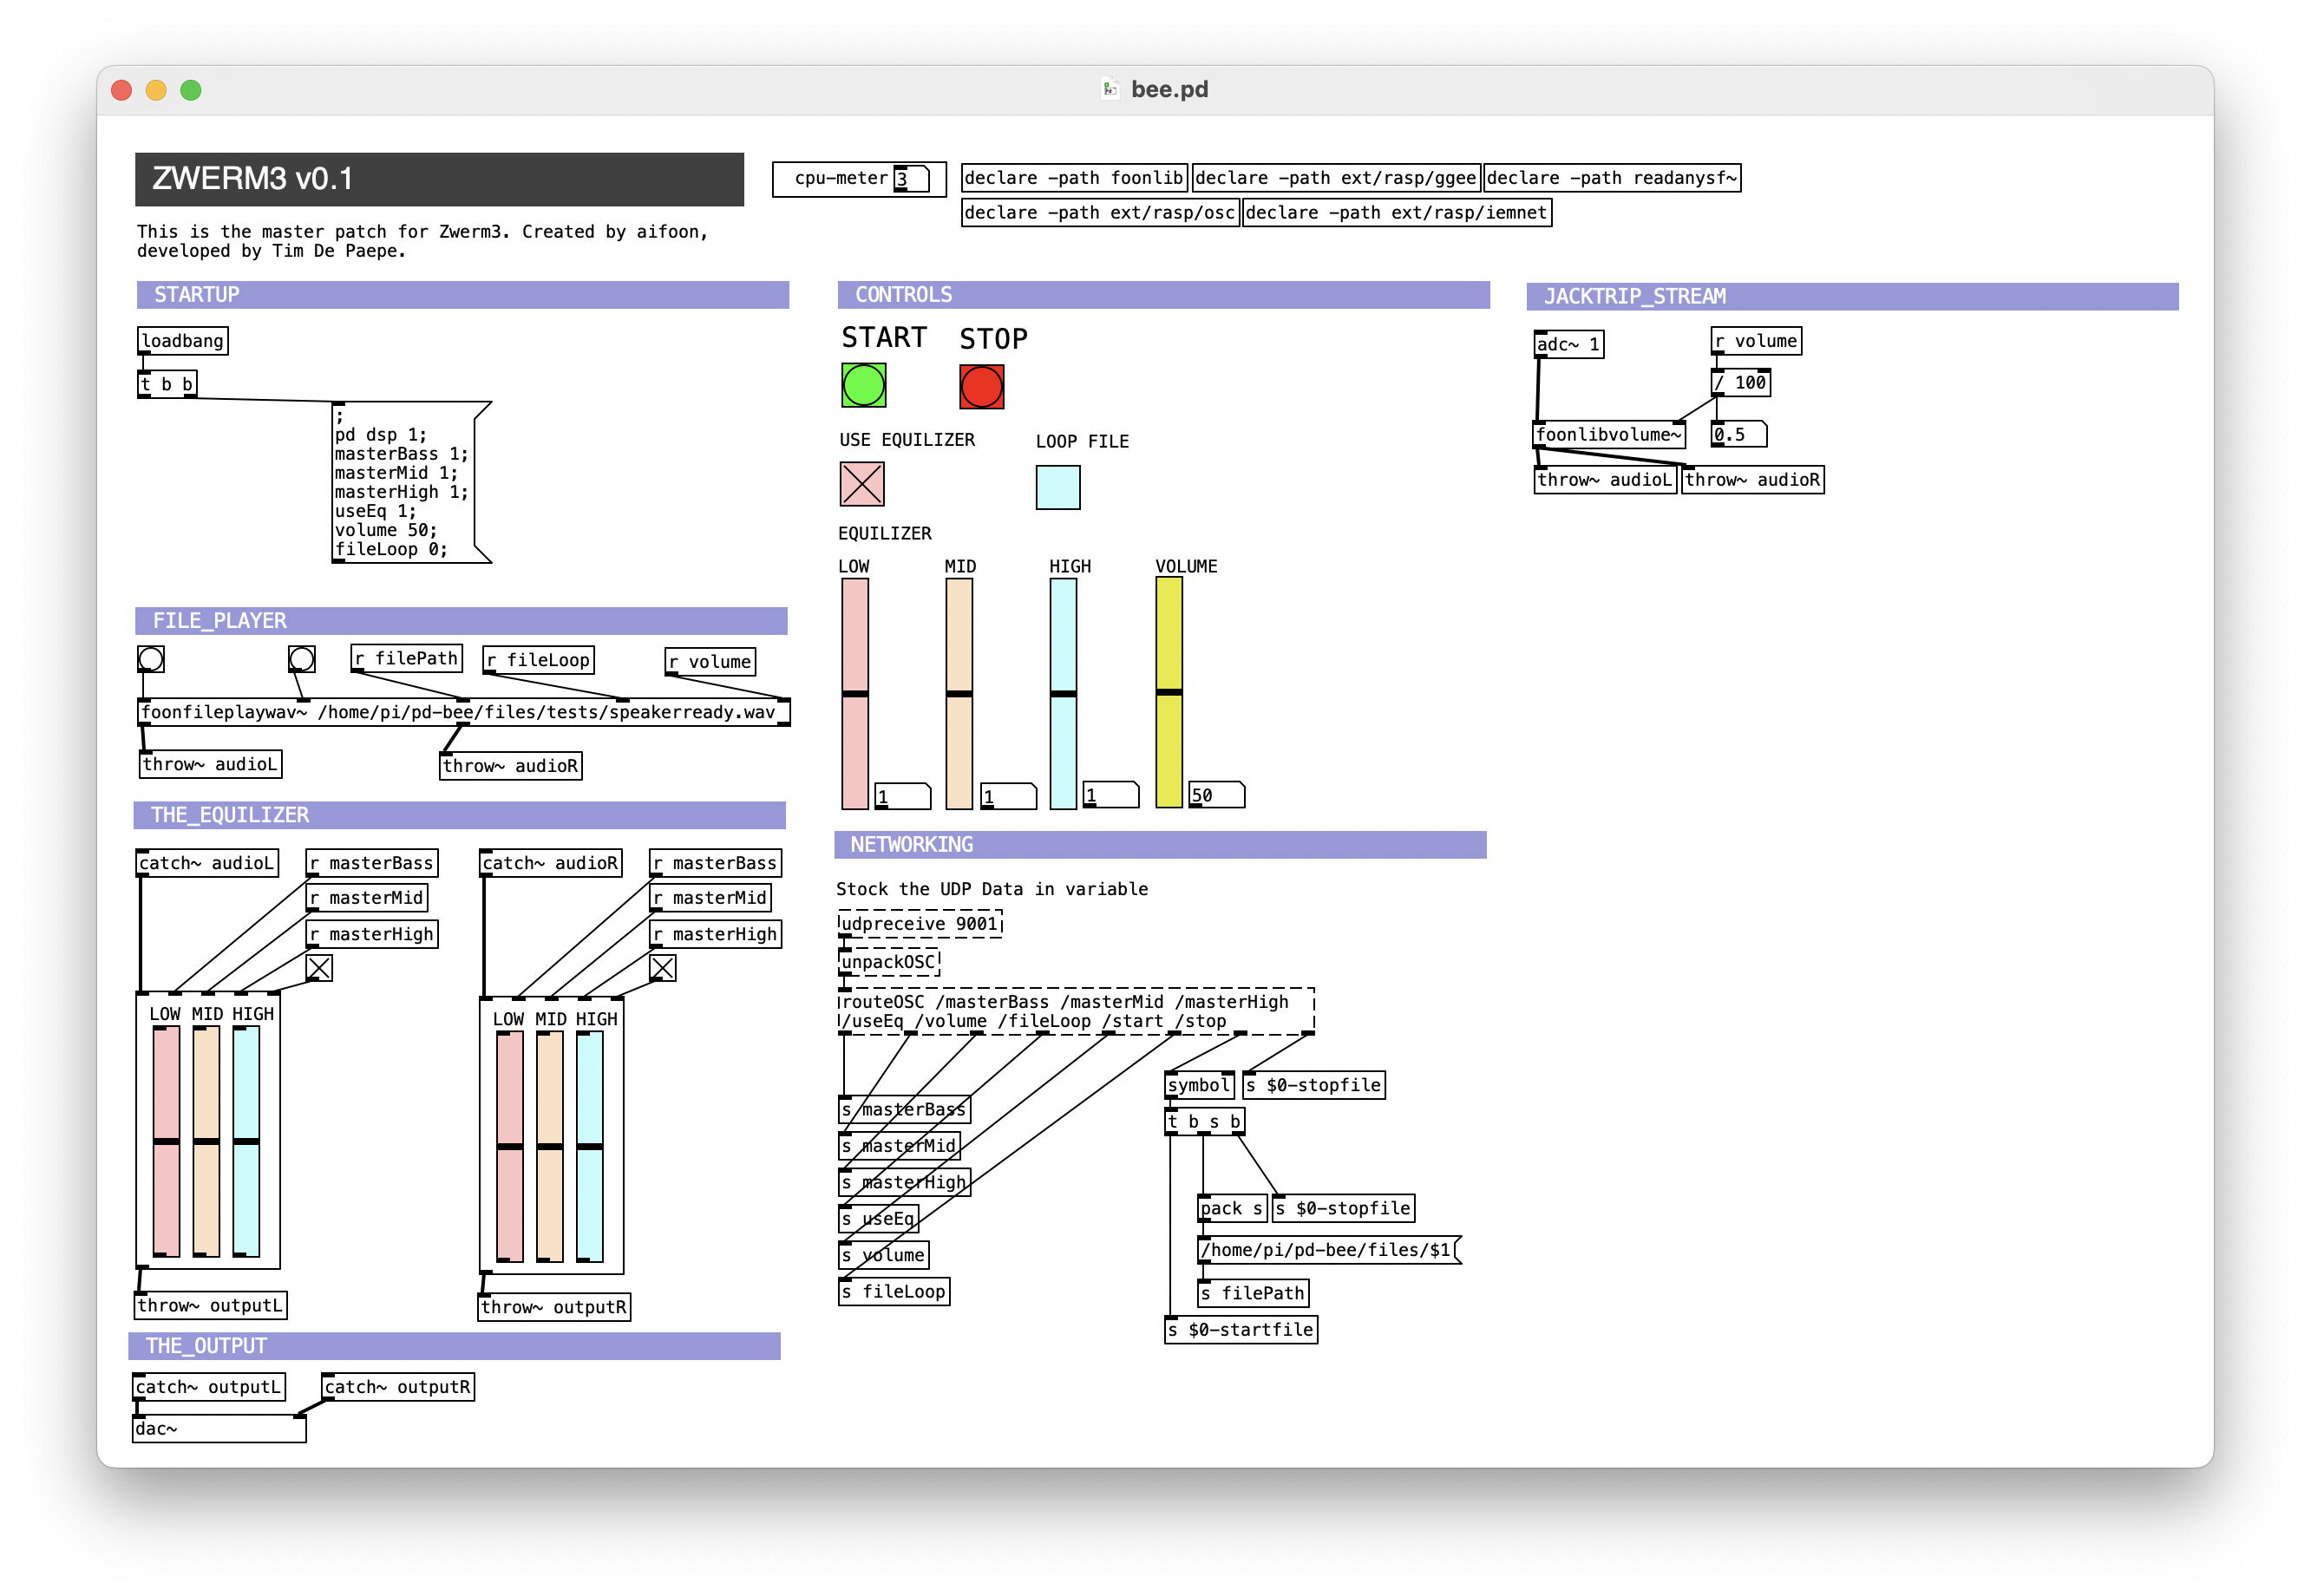 bee.pd
ZWERM3 v0.1
cpu-meter 3
declare -path foonlib
declare -path ext/rasp/ggee
declare -path readanysf~
declare -path ext/rasp/osc
declare -path ext/rasp/iemnet
This is the master patch for Zwerm3. Created by aifoon,
developed by Tim De Paepe.
STARTUP
loadbang
t b b
;
pd dsp 1;
masterBass 1;
masterMid 1;
masterHigh 1;
useEq 1;
volume 50;
fileLoop 0;
FILE_PLAYER
r filePath
r fileLoop
r volume
foonfileplaywav~ /home/pi/pd-bee/files/tests/speakerready.wav
throw~ audioL
throw~ audioR
THE_EQUILIZER
catch~ audioL
r masterBass
r masterMid
r masterHigh
LOW MID HIGH
throw~ outputL
catch~ audioR
r masterBass
r masterMid
r masterHigh
LOW MID HIGH
throw~ outputR
THE_OUTPUT
catch~ outputL
catch~ outputR
dac~
CONTROLS
START
STOP
USE EQUILIZER
LOOP FILE
EQUILIZER
LOW
MID
HIGH
VOLUME
1
1
1
50
NETWORKING
Stock the UDP Data in variable
udpreceive 9001
unpackOSC
routeOSC /masterBass /masterMid /masterHigh
/useEq /volume /fileLoop /start /stop
s masterBass
s masterMid
s masterHigh
s useEq
s volume
s fileLoop
symbol
s $0-stopfile
t b s b
pack s
s $0-stopfile
/home/pi/pd-bee/files/$1
s filePath
s $0-startfile
JACKTRIP_STREAM
adc~ 1
r volume
/ 100
foonlibvolume~
0.5
throw~ audioL
throw~ audioR